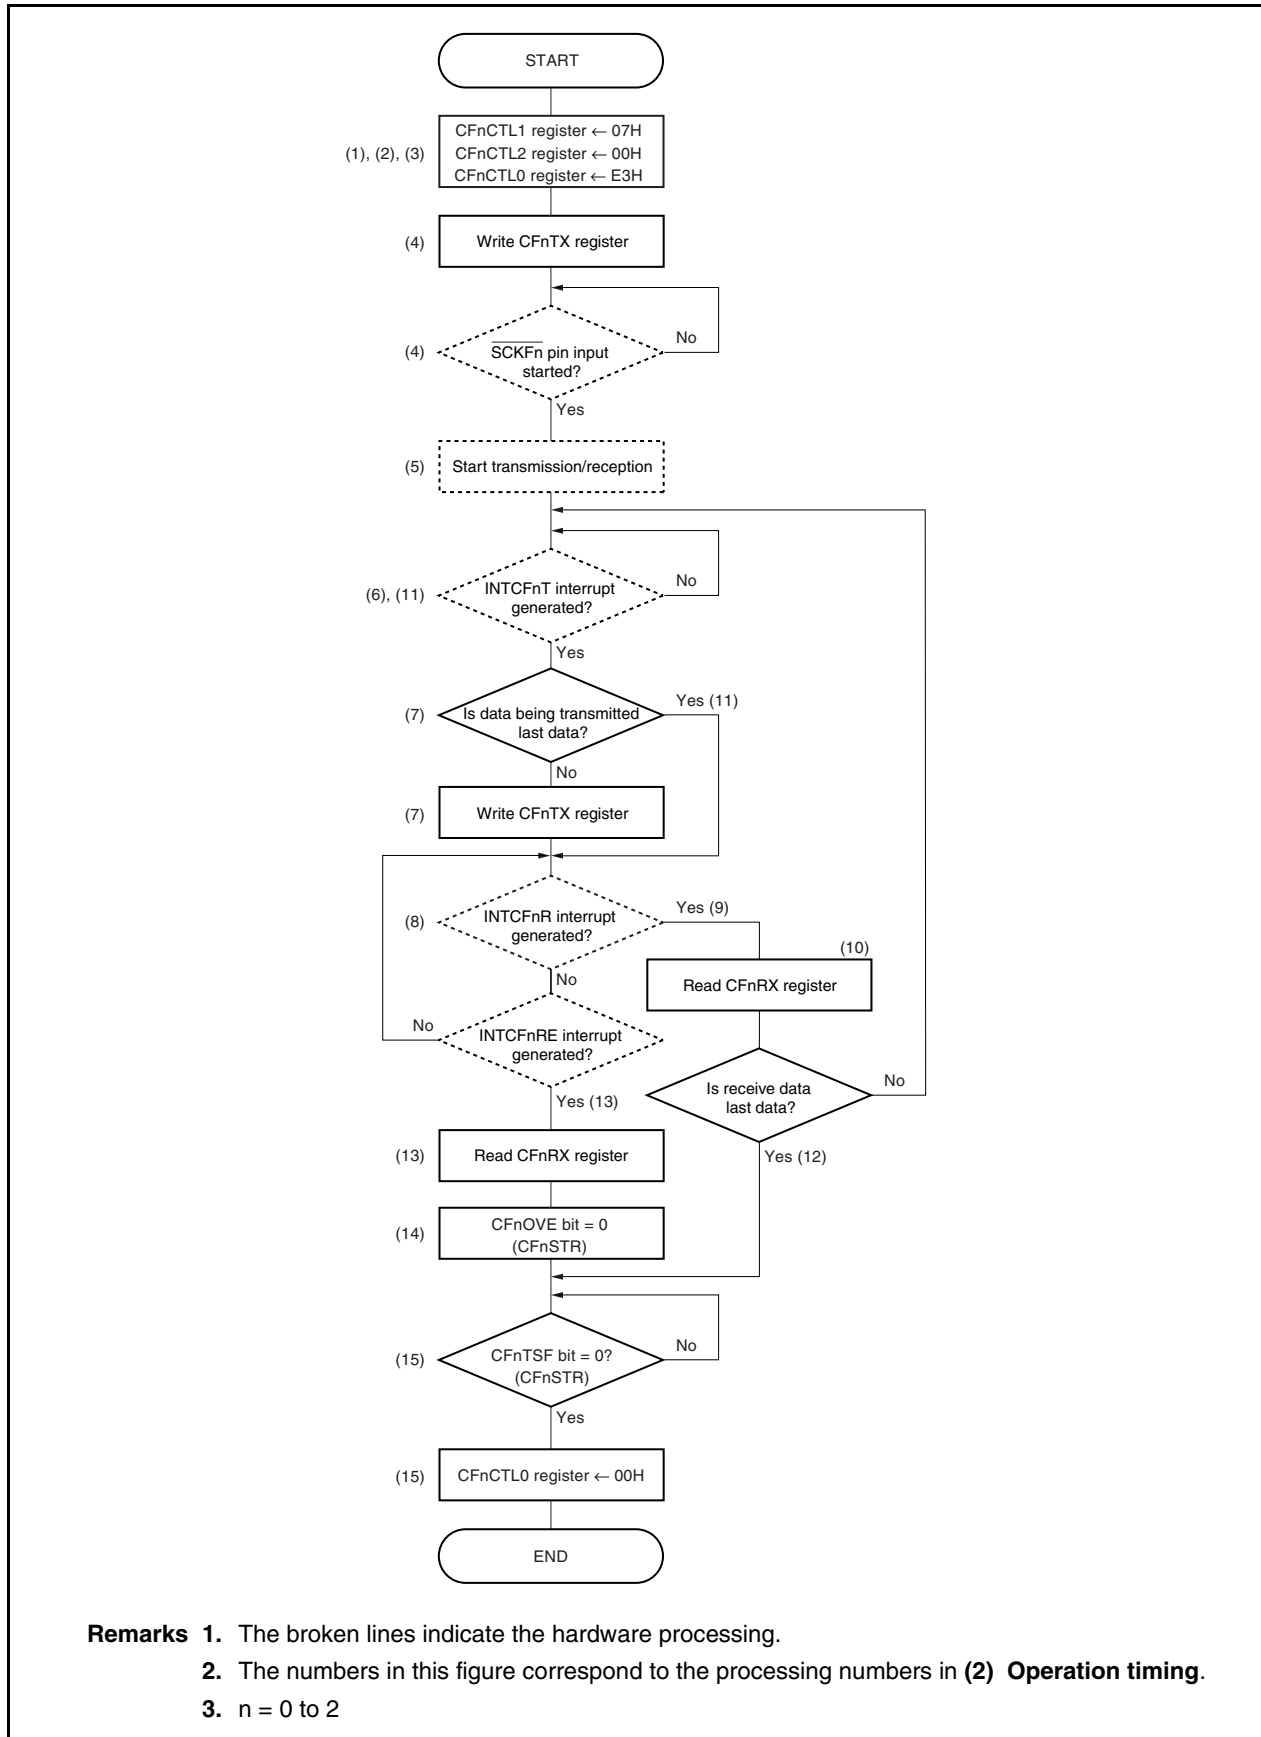 START
CFnCTL1 register ← 07H
(1), (2), (3)
CFnCTL2 register ← 00H
CFnCTL0 register ← E3H
(4)
Write CFnTX register
(4)
SCKFn pin input
started?
No
Yes
(5)
Start transmission/reception
(6), (11)
INTCFnT interrupt
generated?
No
Yes
(7)
Is data being transmitted
last data?
Yes (11)
No
(7)
Write CFnTX register
(8)
INTCFnR interrupt
generated?
Yes (9)
No
(10)
Read CFnRX register
No
INTCFnRE interrupt
generated?
Is receive data
last data?
No
Yes (13)
Yes (12)
(13)
Read CFnRX register
(14)
CFnOVE bit = 0
(CFnSTR)
(15)
CFnTSF bit = 0?
(CFnSTR)
No
Yes
(15)
CFnCTL0 register ← 00H
END
Remarks 1. The broken lines indicate the hardware processing.
2. The numbers in this figure correspond to the processing numbers in (2) Operation timing.
3. n = 0 to 2